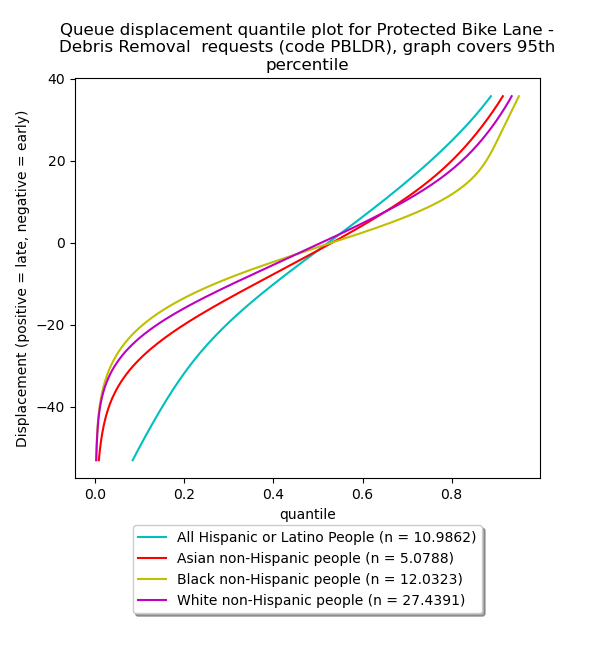 Queue displacement quantile plot for Protected Bike Lane -
Debris Removal  requests (code PBLDR), graph covers 95th
percentile
Displacement (positive = late, negative = early)
40
20
0
−20
−40
0.0
0.2
0.4
0.6
0.8
quantile
All Hispanic or Latino People (n = 10.9862)
Asian non-Hispanic people (n = 5.0788)
Black non-Hispanic people (n = 12.0323)
White non-Hispanic people (n = 27.4391)